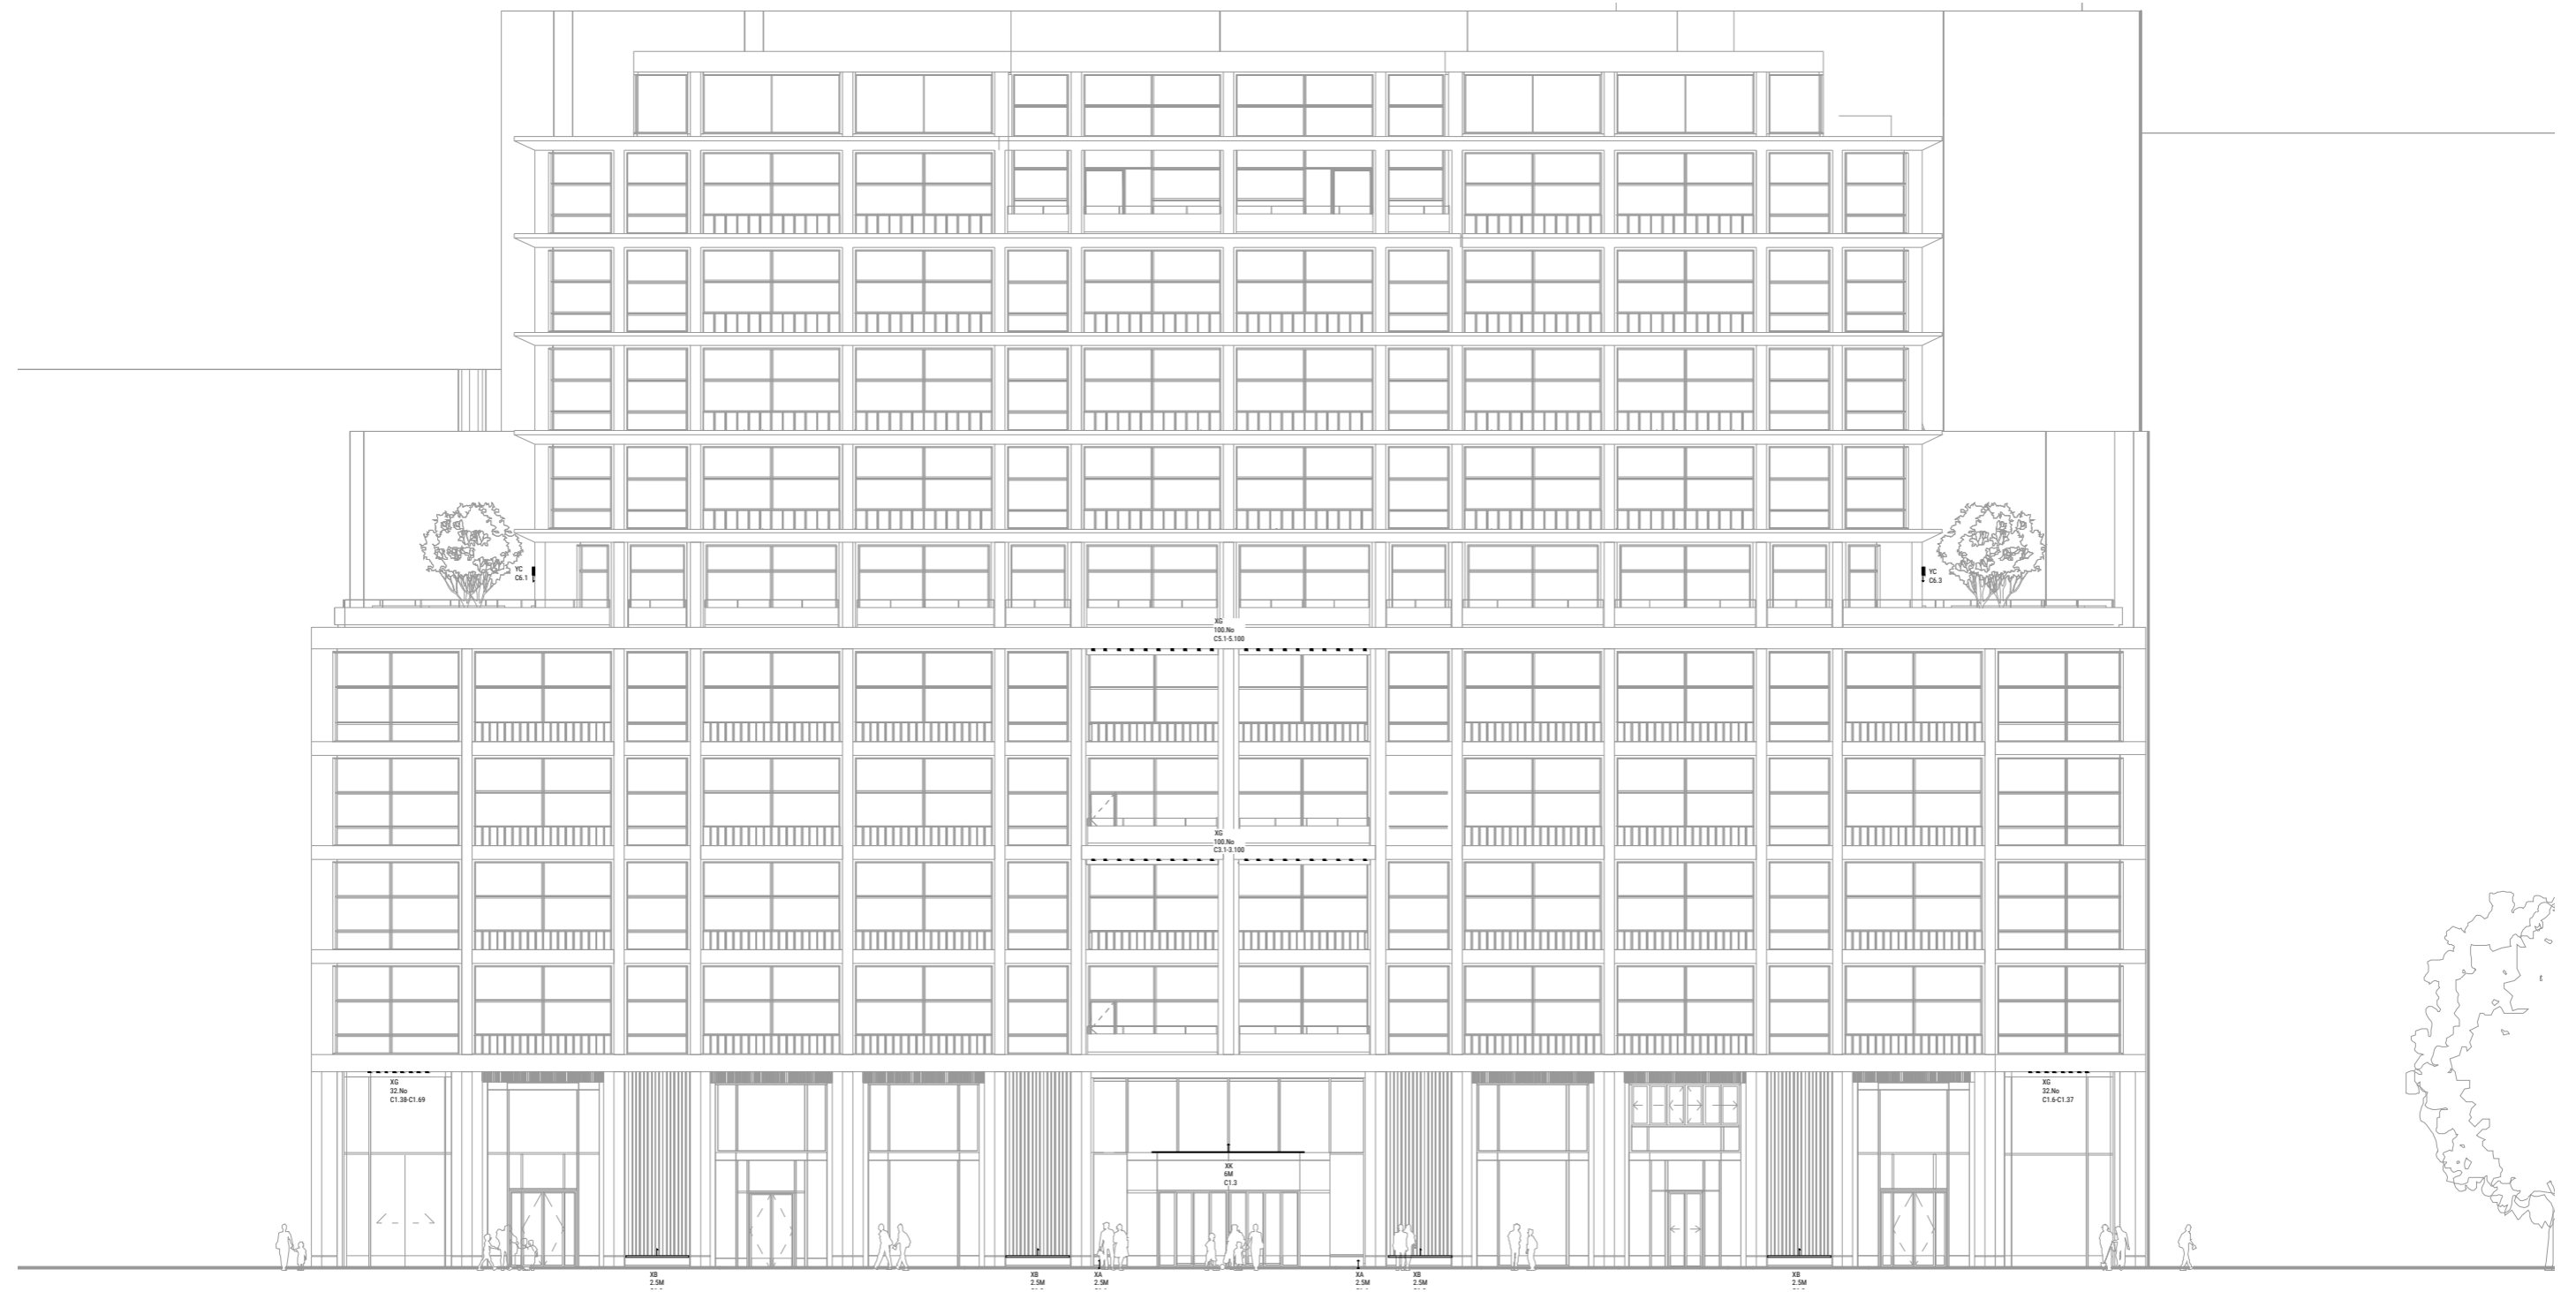 YC
C6.1
YC
C6.3
XG
100.No
C5.1-5.100
XG
100.No
C3.1-3.100
XG
32.No
C1.38-C1.69
XG
32.No
C1.6-C1.37
XK
6M
C1.3
XB
2.5M
XB
2.5M
XA
2.5M
XA
2.5M
XB
2.5M
XB
2.5M
E